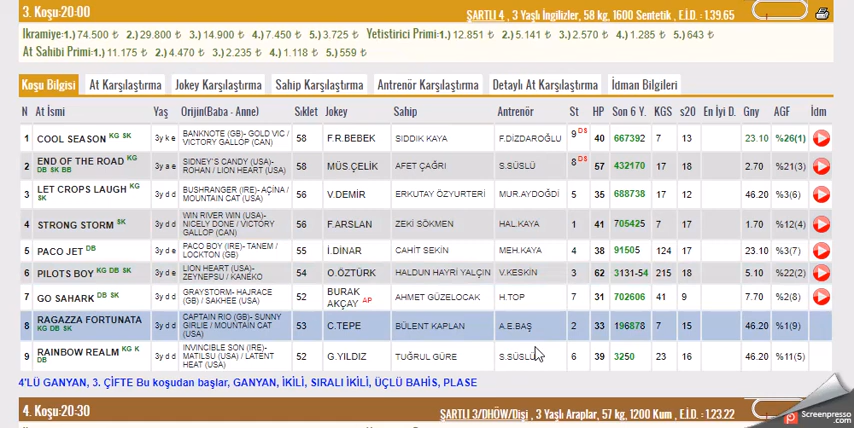 3. Koşu:20-00 ŞARTLI 4 , 3 Yaşlı İngilizler, 58 kg, 1600 Sentetik , E.İ.D. : 1.39.65
Ikramiye:1.) 74.500 ₺ 2.) 29.800 ₺ 3.) 14.900 ₺ 4.) 7.450 ₺ 5.) 3.725 ₺ Yetistirici Primi:1.) 12.851 ₺ 2.) 5.141 ₺ 3.) 2.570 ₺ 4.) 1.285 ₺ 5.) 643 ₺
At Sahibi Primi:1.) 11.175 ₺ 2.) 4.470 ₺ 3.) 2.235 ₺ 4.) 1.118 ₺ 5.) 559 ₺
Koşu Bilgisi At Karşılaştırma Jokey Karşılaştırma Sahip Karşılaştırma Antrenör Karşılaştırma Detaylı At Karşılaştırma İdman Bilgileri
N At İsmi Yaş Orijin(Baba - Anne) Sıklet Jokey Sahip Antrenör St HP Son 6 Y. KGS s20 En İyi D. Gny AGF İdm
1 COOL SEASON KG SK 3y k e BANKNOTE (GB)- GOLD VIC / VICTORY GALLOP (CAN) 58 F.R.BEBEK SIDDIK KAYA F.DİZDAROĞLU 9 DS 40 667392 7 13 23.10 %26(1)
2 END OF THE ROAD KG DB SK BB 3y a e SIDNEY'S CANDY (USA)- ROHAN / LION HEART (USA) 58 MÜS.ÇELİK AFET ÇAĞRI S.SÜSLÜ 8 DS 57 432170 17 18 2.70 %21(3)
3 LET CROPS LAUGH KG SK 3y d d BUSHRANGER (IRE)- AÇİNA / MOUNTAIN CAT (USA) 56 V.DEMİR ERKUTAY ÖZYURTERİ MUR.AYDOĞDİ 5 35 688738 17 12 46.20 %3(6)
4 STRONG STORM SK 3y d d WIN RIVER WIN (USA)- NICELY DONE / VICTORY GALLOP (CAN) 56 F.ARSLAN ZEKİ SÖKMEN HAL.KAYA 1 41 705425 7 17 1.70 %12(4)
5 PACO JET DB 3y d e PACO BOY (IRE)- TANEM / LOCKTON (GB) 55 İ.DİNAR CAHİT SEKİN MEH.KAYA 4 38 91505 124 17 23.10 %3(7)
6 PILOTS BOY KG DB SK 3y d e LION HEART (USA)- ZEYNEPSU / KANEKO 54 O.ÖZTÜRK HALDUN HAYRİ YALÇIN V.KESKİN 3 62 3131-54 215 18 5.10 %22(2)
7 GO SAHARK DB SK 3y d d GRAYSTORM- HAJRACE (GB) / SAKHEE (USA) 52 BURAK AKÇAY AP AHMET GÜZELOCAK H.TOP 7 31 702606 41 9 7.70 %2(8)
8 RAGAZZA FORTUNATA KG DB SK 3y d d CAPTAIN RIO (GB)- SUNNY GIRLIE / MOUNTAIN CAT (USA) 53 C.TEPE BÜLENT KAPLAN A.E.BAŞ 2 33 196878 7 15 46.20 %1(9)
9 RAINBOW REALM KG K DB 3y d d INVINCIBLE SON (IRE)- MATILSU (USA) / LATENT HEAT (USA) 52 G.YILDIZ TUĞRUL GÜRE S.SÜSLÜ 6 39 3250 23 16 46.20 %11(5)
4'LÜ GANYAN, 3. ÇİFTE Bu koşudan başlar, GANYAN, İKİLİ, SIRALI İKİLİ, ÜÇLÜ BAHİS, PLASE
4. Koşu:20-30 ŞARTLI 3/DHÖW/Dişi , 3 Yaşlı Araplar, 57 kg, 1200 Kum , E.İ.D. : 1.23.22
Screenpresso
.com